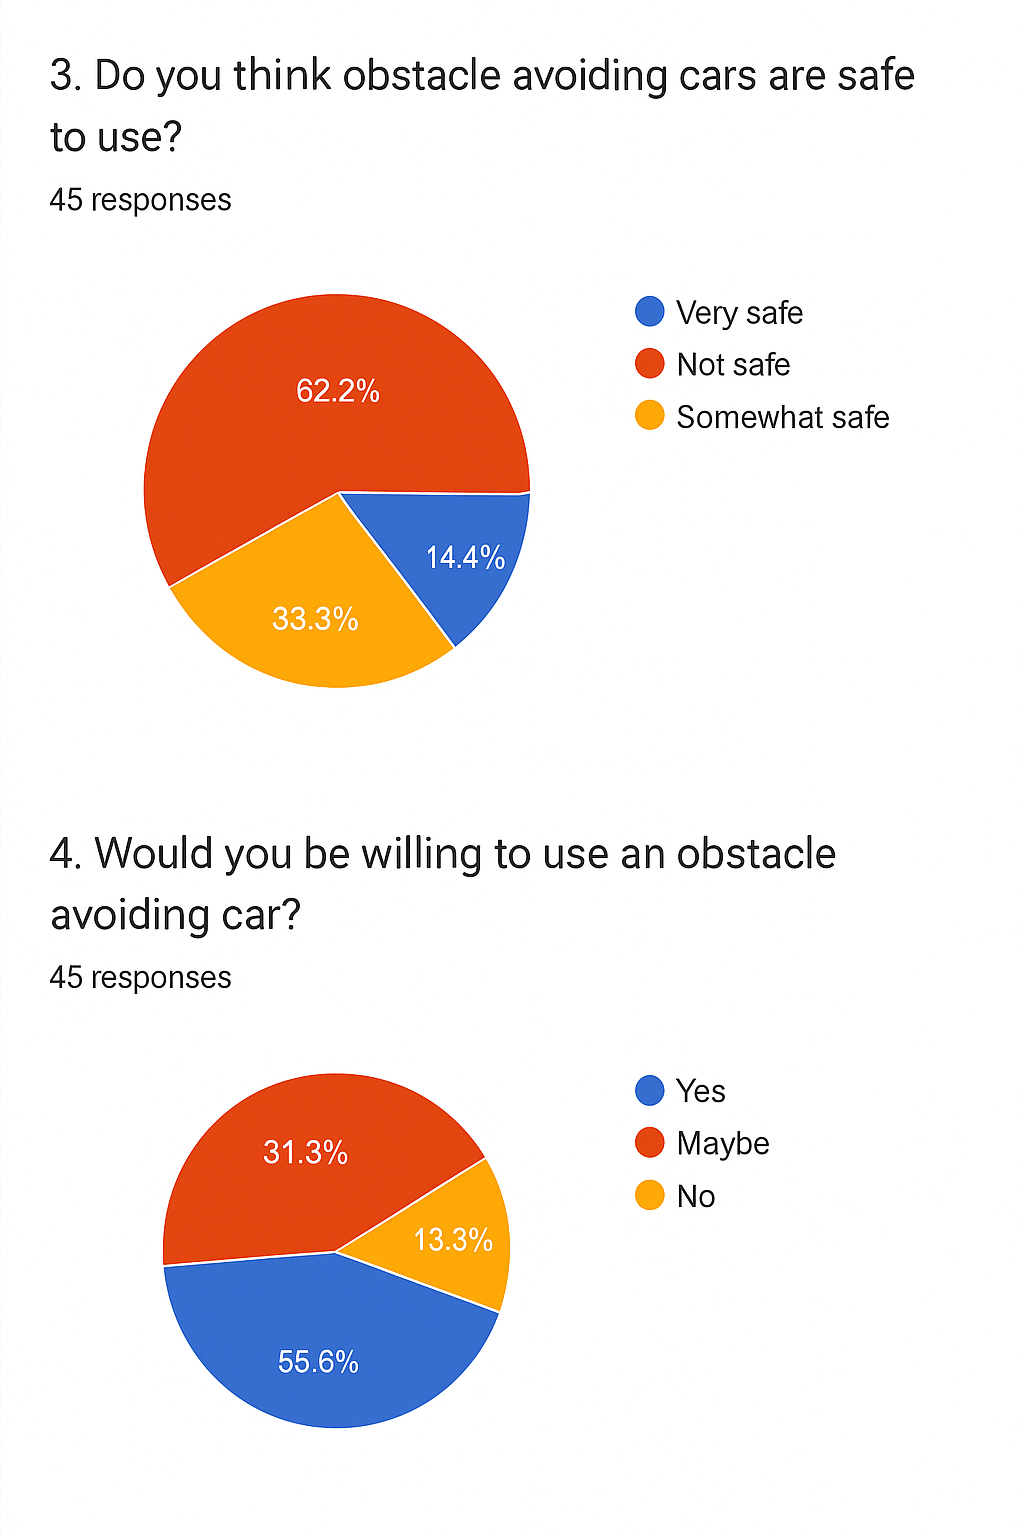 3. Do you think obstacle avoiding cars are safe
to use?
45 responses
62.2%
14.4%
33.3%
Very safe
Not safe
Somewhat safe
4. Would you be willing to use an obstacle
avoiding car?
45 responses
31.3%
13.3%
55.6%
Yes
Maybe
No